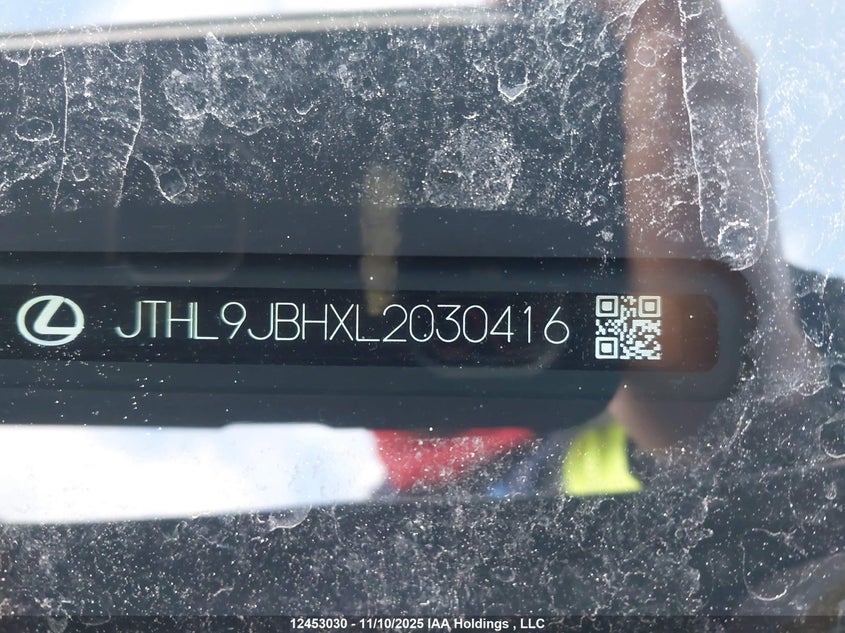 JTHL9JBHXL2030416
12453030 - 11/10/2025 IAA Holdings , LLC